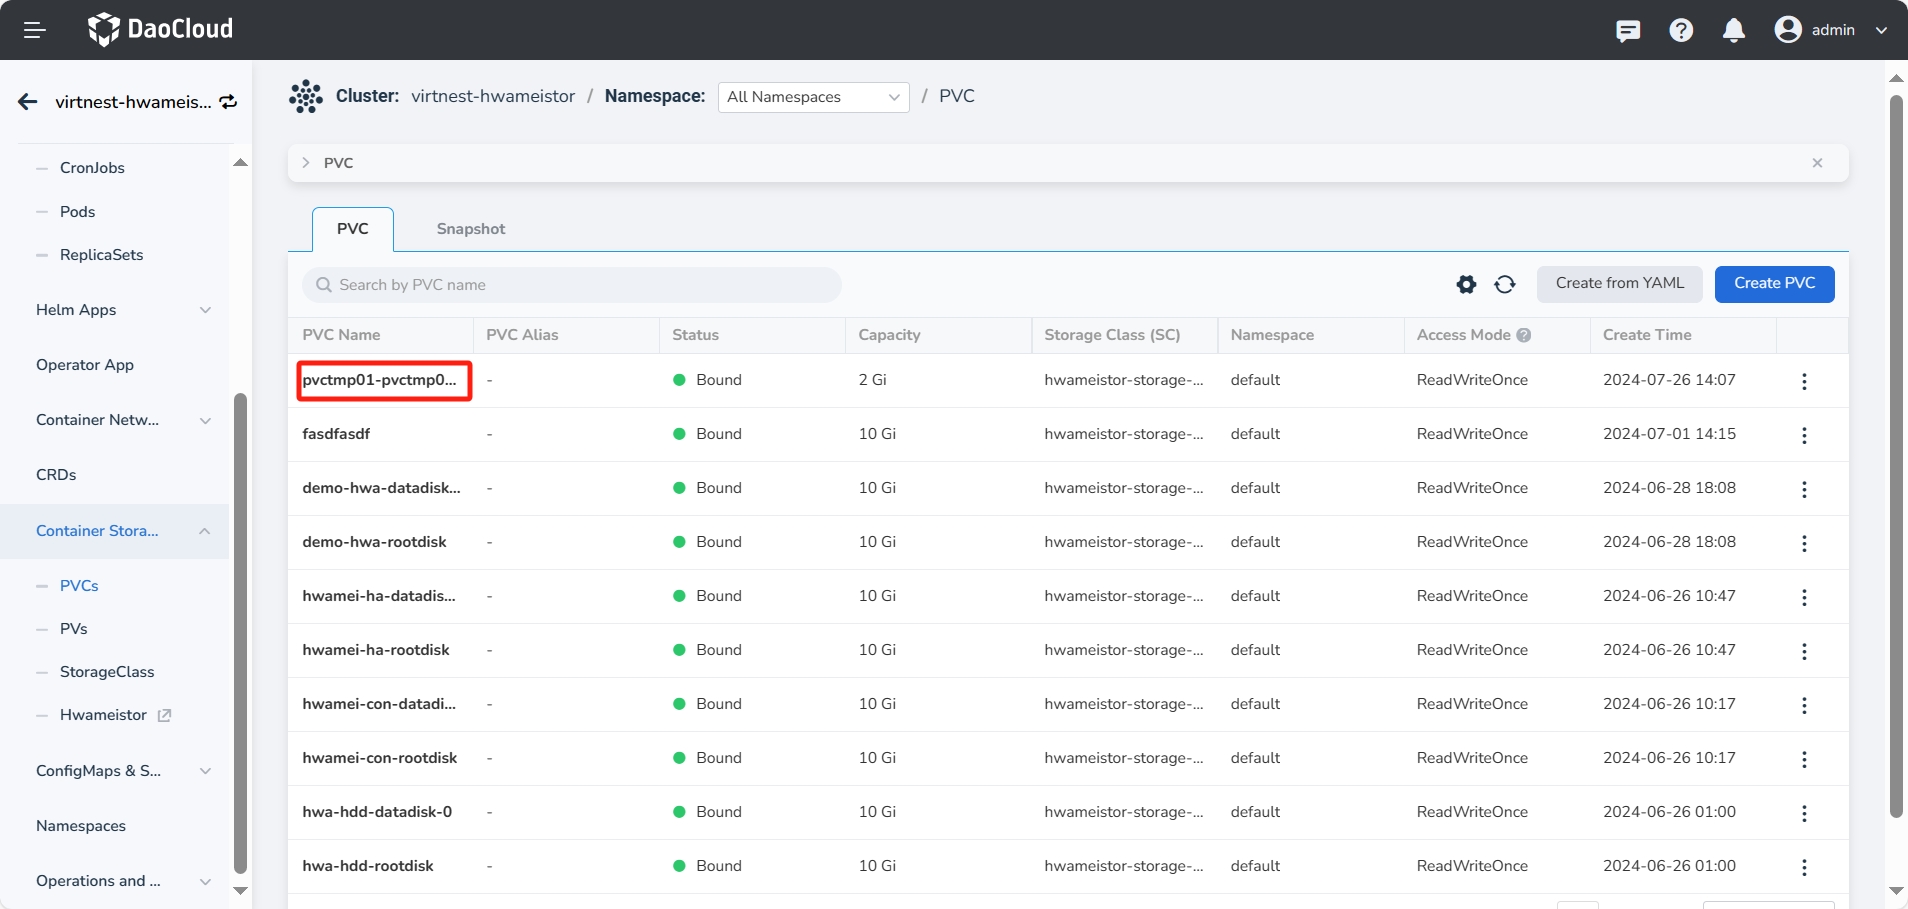 DaoCloud
admin
virtnest-hwameis...
Cluster: virtnest-hwameistor / Namespace: All Namespaces / PVC
CronJobs
Pods
ReplicaSets
Helm Apps
Operator App
Container Netw...
CRDs
Container Stora...
PVCs
PVs
StorageClass
Hwameistor
ConfigMaps & S...
Namespaces
Operations and ...
PVC
PVC Snapshot
Search by PVC name
Create from YAML Create PVC
PVC Name PVC Alias Status Capacity Storage Class (SC) Namespace Access Mode Create Time
pvctmp01-pvctmp0... - Bound 2 Gi hwameistor-storage-... default ReadWriteOnce 2024-07-26 14:07
fasdfasdf - Bound 10 Gi hwameistor-storage-... default ReadWriteOnce 2024-07-01 14:15
demo-hwa-datadisk... - Bound 10 Gi hwameistor-storage-... default ReadWriteOnce 2024-06-28 18:08
demo-hwa-rootdisk - Bound 10 Gi hwameistor-storage-... default ReadWriteOnce 2024-06-28 18:08
hwamei-ha-datadis... - Bound 10 Gi hwameistor-storage-... default ReadWriteOnce 2024-06-26 10:47
hwamei-ha-rootdisk - Bound 10 Gi hwameistor-storage-... default ReadWriteOnce 2024-06-26 10:47
hwamei-con-datadi... - Bound 10 Gi hwameistor-storage-... default ReadWriteOnce 2024-06-26 10:17
hwamei-con-rootdisk - Bound 10 Gi hwameistor-storage-... default ReadWriteOnce 2024-06-26 10:17
hwa-hdd-datadisk-0 - Bound 10 Gi hwameistor-storage-... default ReadWriteOnce 2024-06-26 01:00
hwa-hdd-rootdisk - Bound 10 Gi hwameistor-storage-... default ReadWriteOnce 2024-06-26 01:00